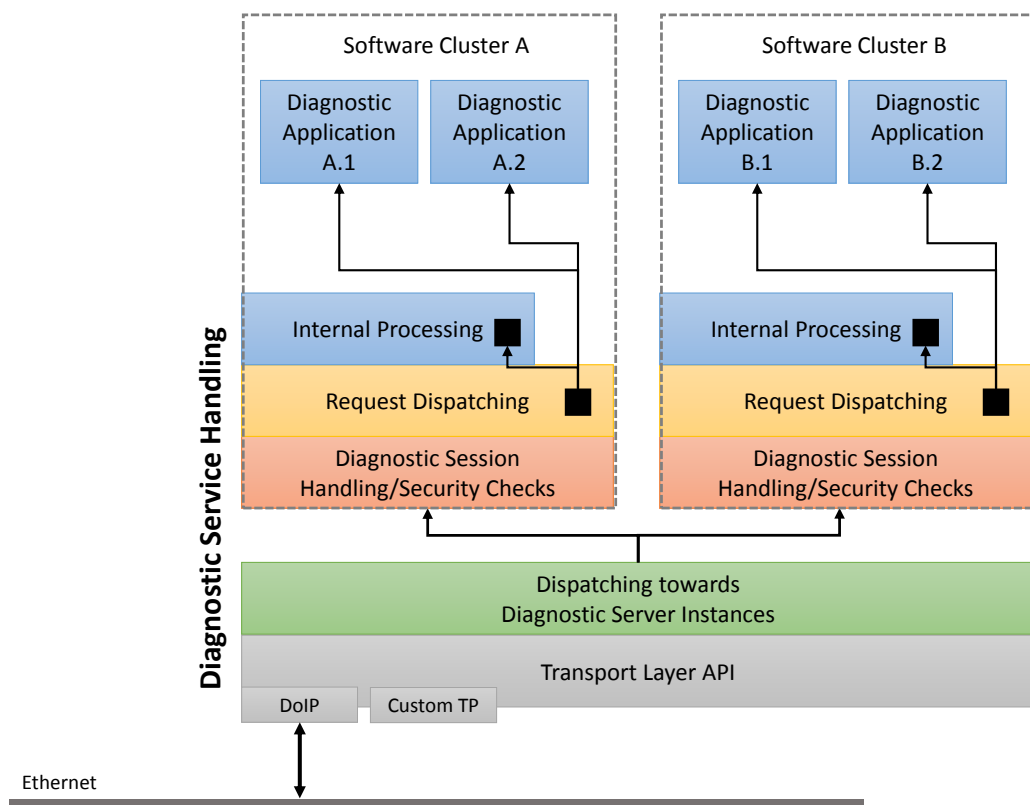 Software Cluster A
Software Cluster B
Diagnostic
Application
A.1
Diagnostic
Application
A.2
Diagnostic
Application
B.1
Diagnostic
Application
B.2
Internal Processing
Internal Processing
Request Dispatching
Request Dispatching
Diagnostic Session
Handling/Security Checks
Diagnostic Session
Handling/Security Checks
Diagnostic Service Handling
Dispatching towards
Diagnostic Server Instances
Transport Layer API
DoIP
Custom TP
Ethernet